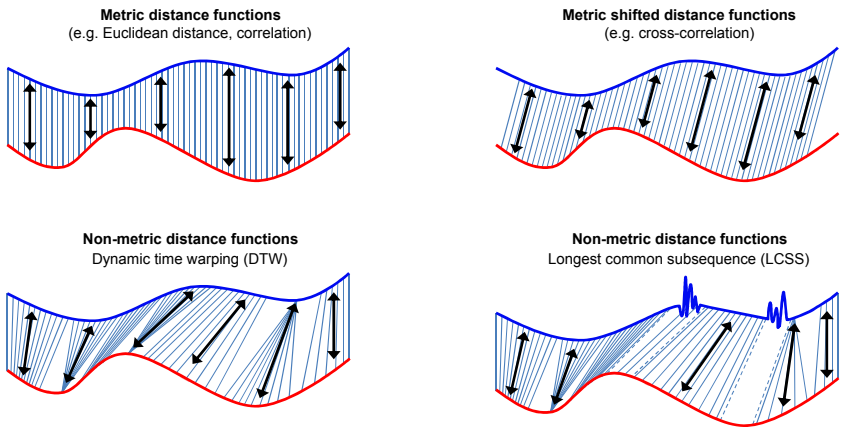 Metric distance functions
(e.g. Euclidean distance, correlation)
Metric shifted distance functions
(e.g. cross-correlation)
Non-metric distance functions
Dynamic time warping (DTW)
Non-metric distance functions
Longest common subsequence (LCSS)